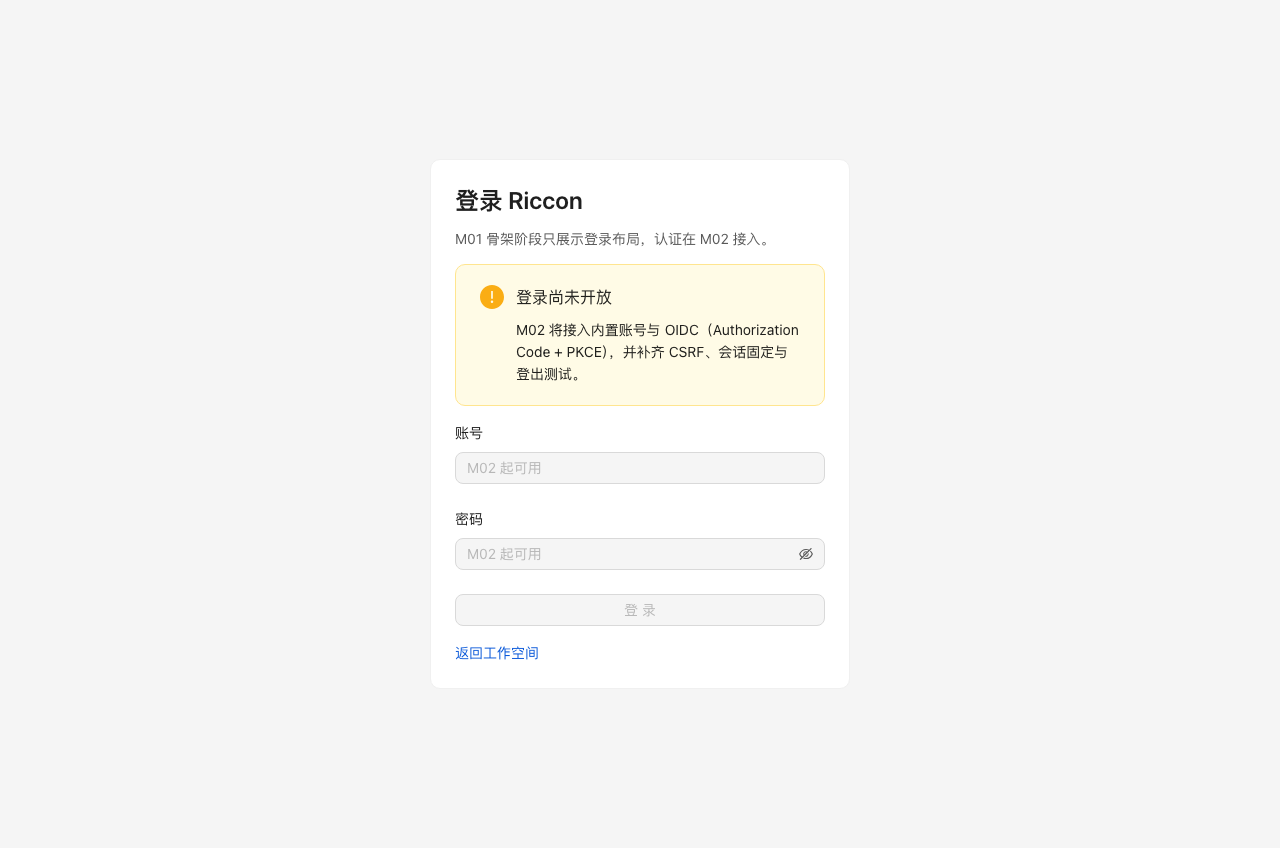 登录 Riccon
M01 骨架阶段只展示登录布局，认证在 M02 接入。
登录尚未开放
M02 将接入内置账号与 OIDC（Authorization
Code + PKCE），并补齐 CSRF、会话固定与
登出测试。
账号
M02 起可用
密码
M02 起可用
登 录
返回工作空间